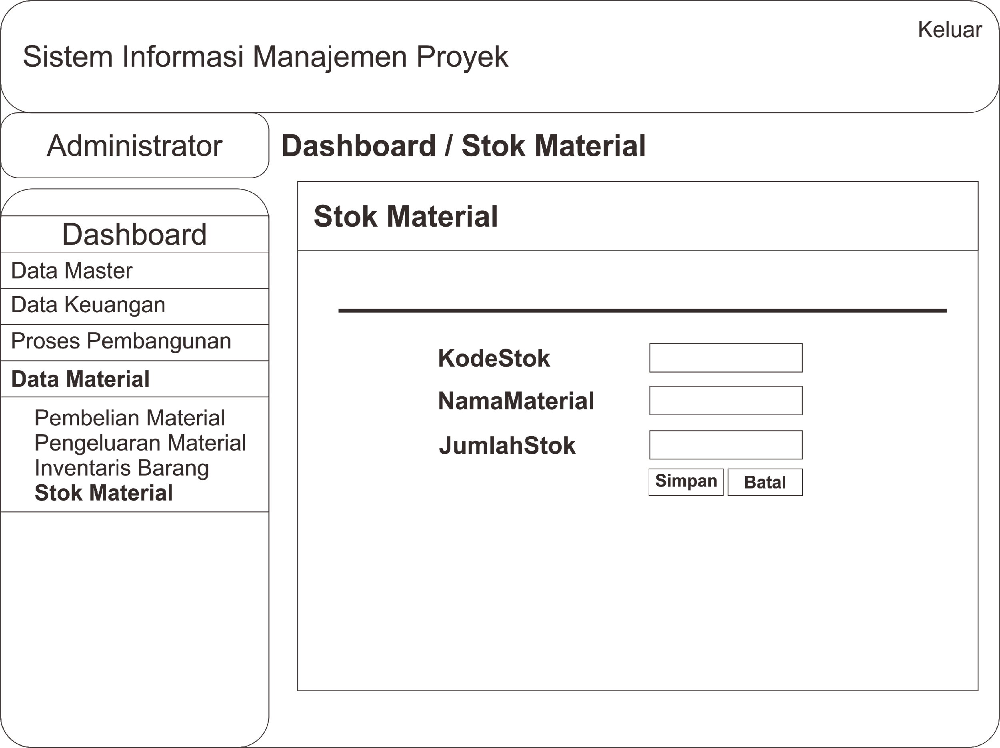 Keluar
Sistem Informasi Manajemen Proyek
Administrator
Dashboard / Stok Material
Dashboard
Data Master
Data Keuangan
Proses Pembangunan
Data Material
Pembelian Material
Pengeluaran Material
Inventaris Barang
Stok Material
Stok Material
KodeStok
NamaMaterial
JumlahStok
Simpan Batal